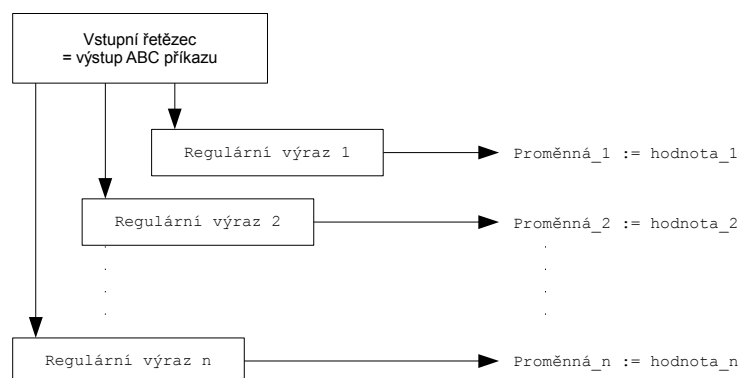 Vstupní řetězec
= výstup ABC příkazu
Regulární výraz 1
Proměnná_1 := hodnota_1
Regulární výraz 2
Proměnná_2 := hodnota_2
Regulární výraz n
Proměnná_n := hodnota_n